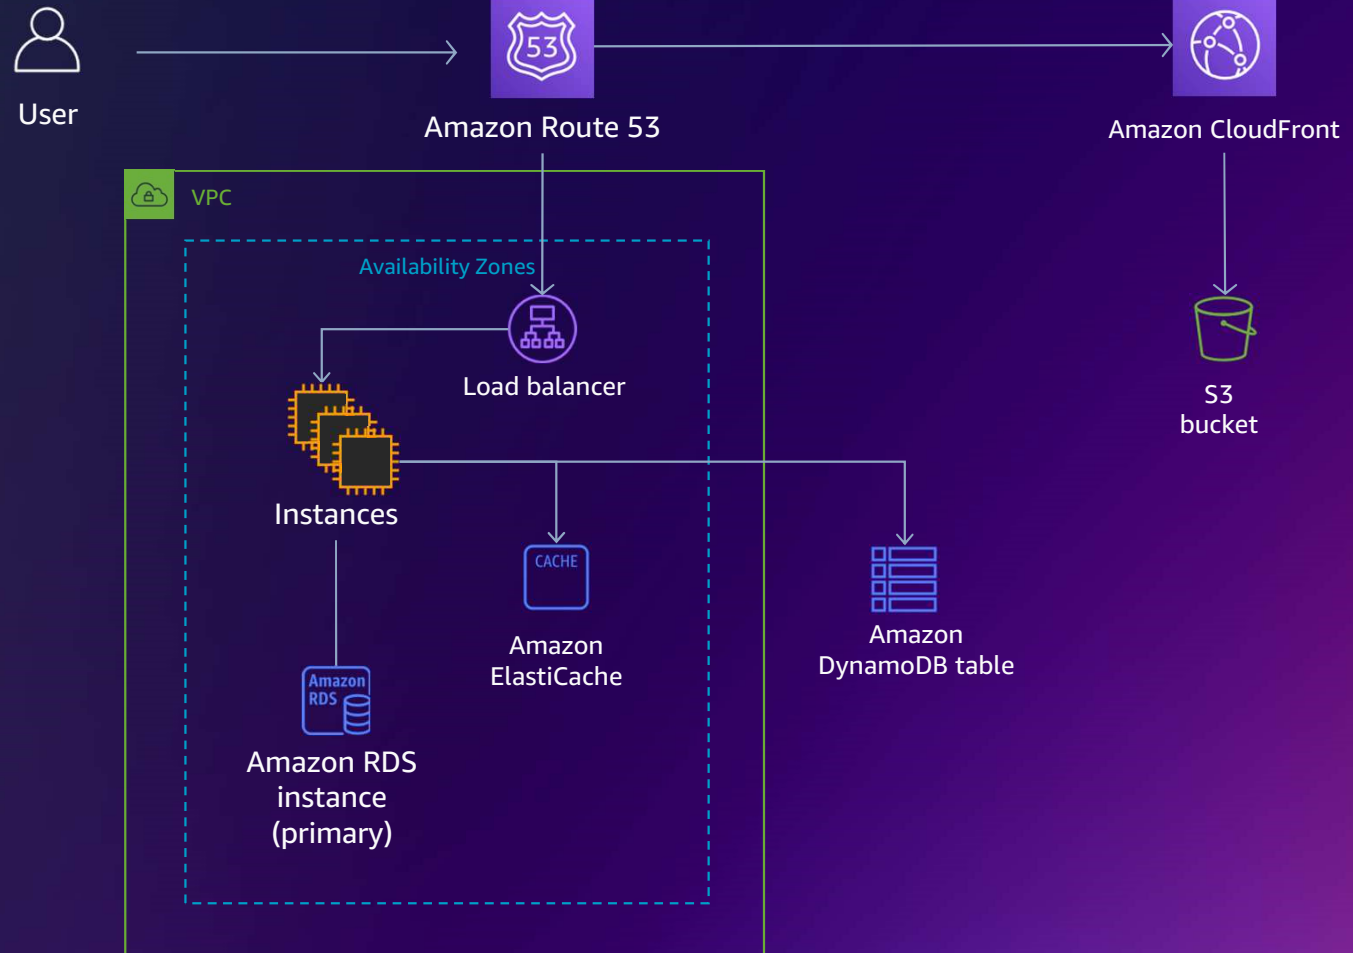 53
User
Amazon Route 53
Amazon CloudFront
VPC
Availability Zones
Load balancer
S3
bucket
Instances
CACHE
Amazon
ElastiCache
Amazon
DynamoDB table
Amazon
RDS
Amazon RDS
instance
(primary)